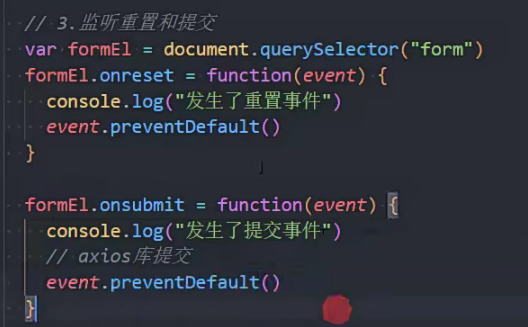 // 3.监听重置和提交
var formEl = document.querySelector("form")
formEl.onreset = function(event) {
console.log("发生了重置事件")
event.preventDefault()
}
formEl.onsubmit = function(event) {
console.log("发生了提交事件")
// axios库提交
event.preventDefault()
}